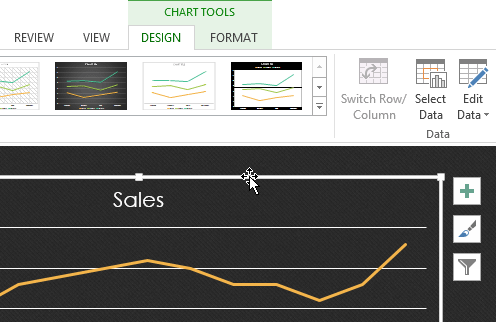 CHART TOOLS
REVIEW VIEW DESIGN FORMAT
Switch Row/
Column
Select
Data
Edit
Data
Data
Sales